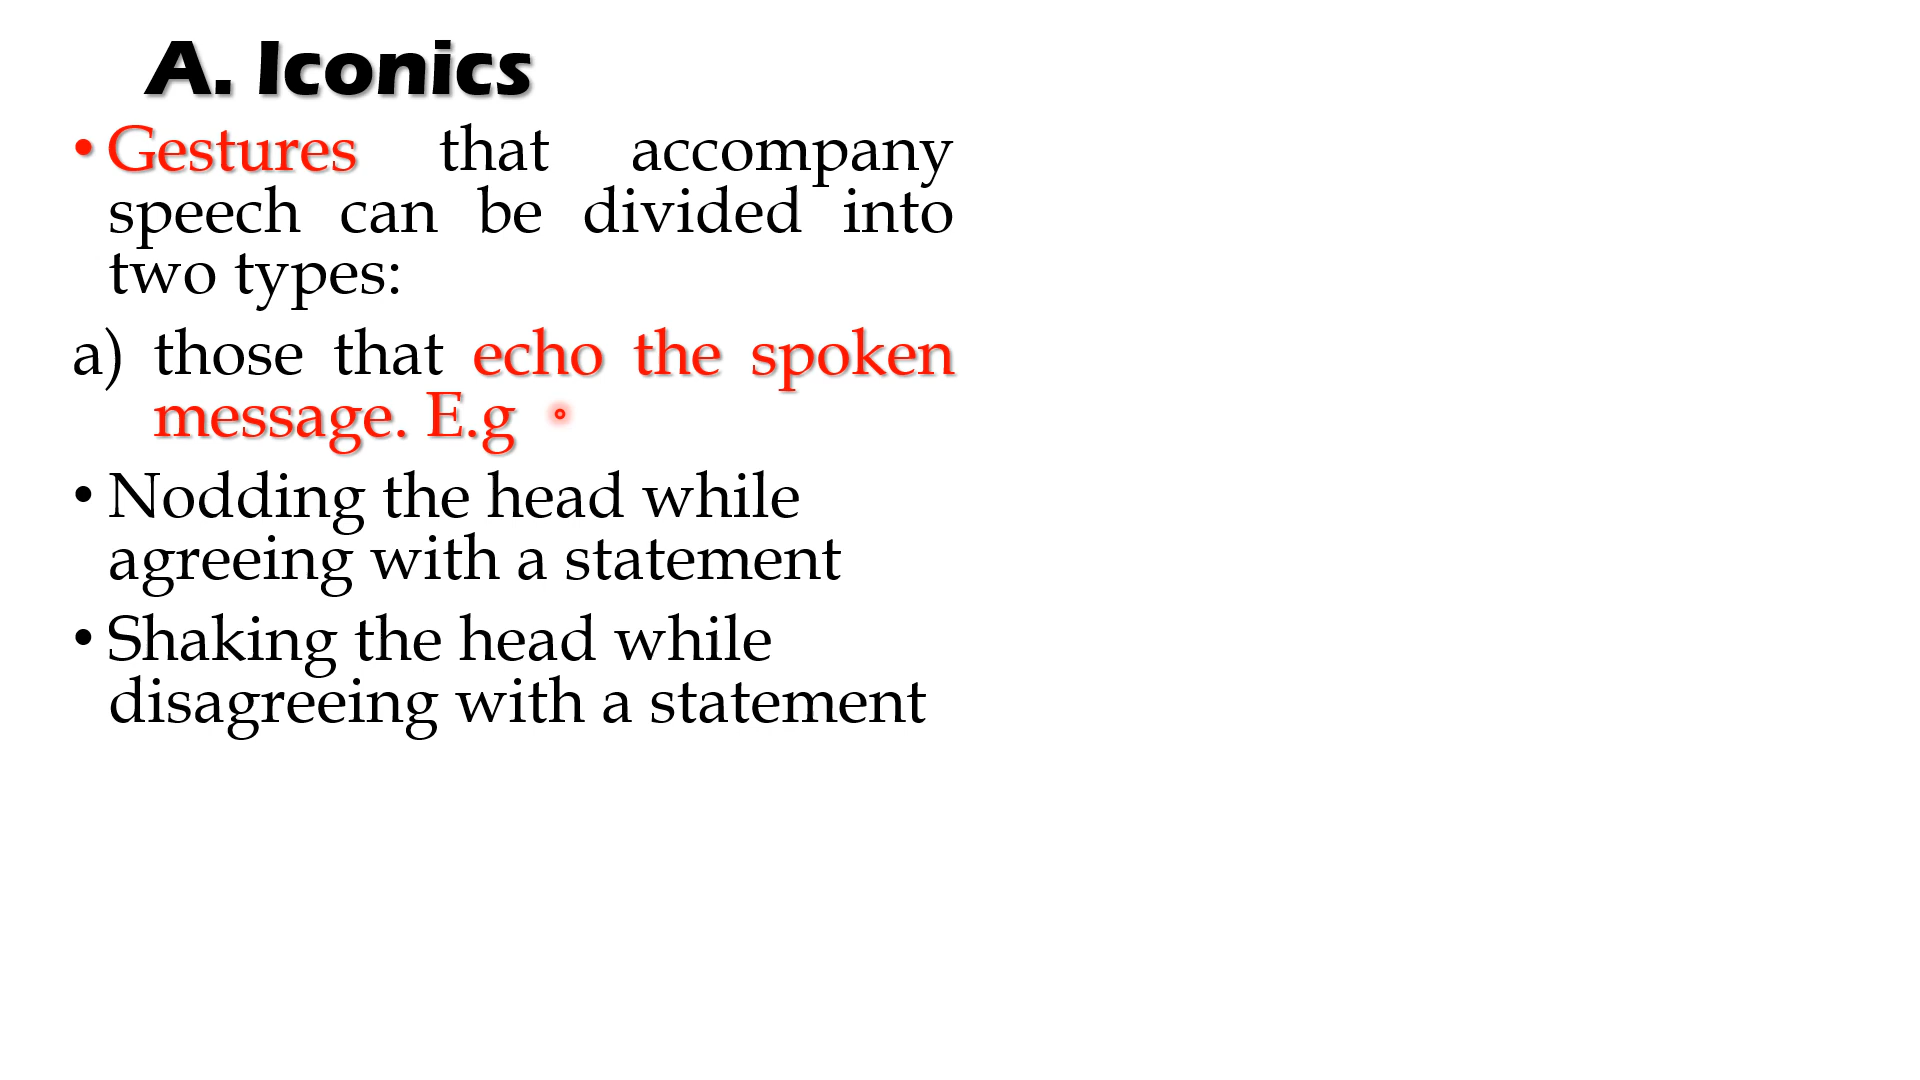 A. Iconics
• Gestures that accompany
speech can be divided into
two types:
a) those that echo the spoken
message. E.g
• Nodding the head while
agreeing with a statement
• Shaking the head while
disagreeing with a statement